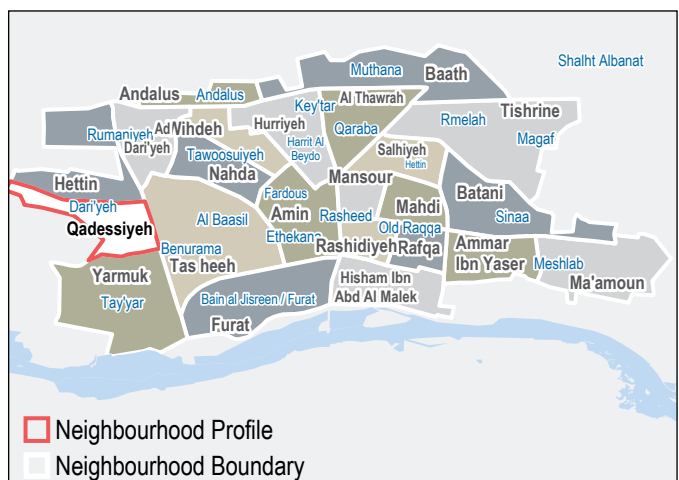 Muthana
Baath
Shalht Albanat
Andalus
Andalus
Key'tar
Al Thawrah
Tishrine
Rumaniyeh
Ad
Dari'yeh
Wihdeh
Hurriyeh
Qaraba
Rmelah
Magaf
Tawoosuiyeh
Harrit Al
Beydo
Salhiyeh
Hettin
Nahda
Mansour
Hettin
Dari'yeh
Fardous
Mahdi
Batani
Qadessiyeh
Al Baasil
Amin
Rasheed
Old Raqqa
Sinaa
Benurama
Ethekana
Tas heeh
Rashidiyeh
Rafqa
Ammar
Ibn Yaser
Yarmuk
Tay'yar
Bain al Jisreen / Furat
Hisham Ibn
Abd Al Malek
Meshlab
Ma'amoun
Furat
Neighbourhood Profile
Neighbourhood Boundary